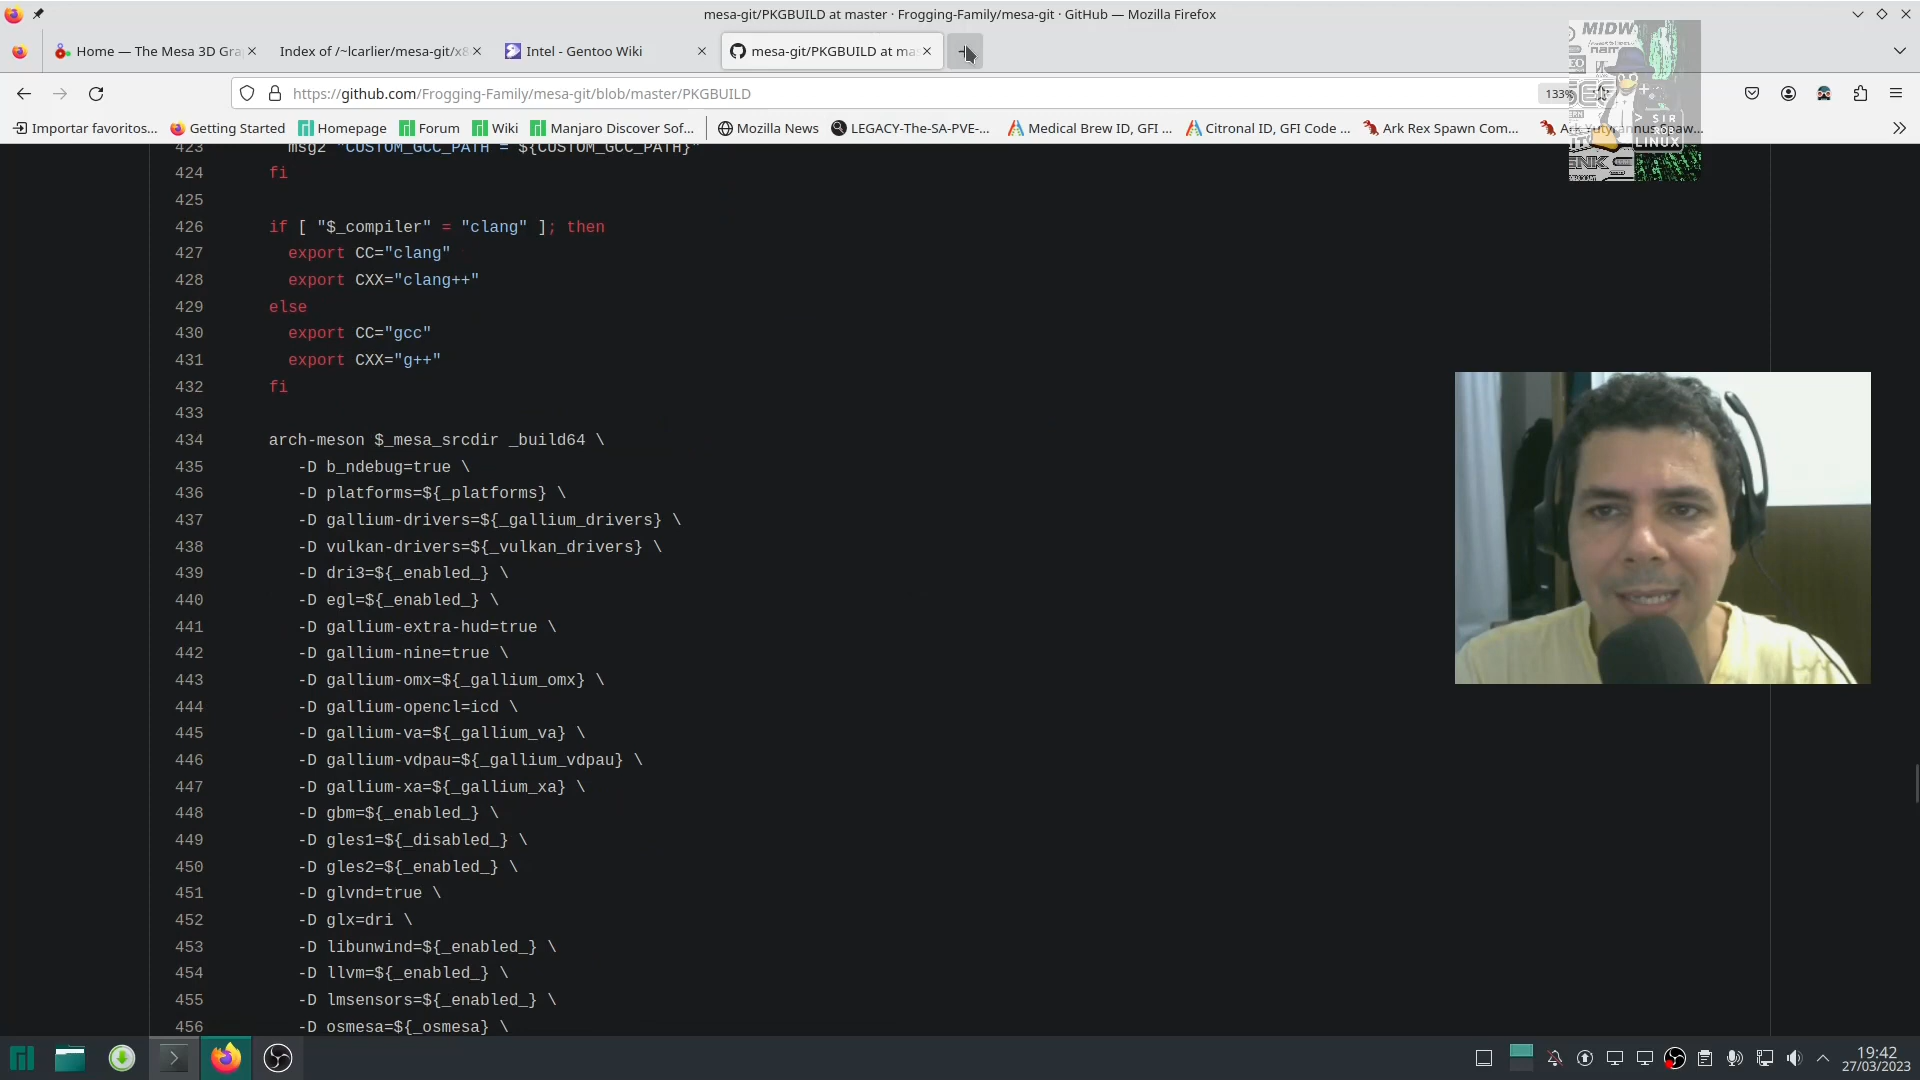 mesa-git/PKGBUILD at master · Frogging-Family/mesa-git · GitHub — Mozilla Firefox
Home — The Mesa 3D Gra
Index of /~lcarlier/mesa-git/x8
Intel - Gentoo Wiki
mesa-git/PKGBUILD at ma
https://github.com/Frogging-Family/mesa-git/blob/master/PKGBUILD
133%
Importar favoritos...
Getting Started
Homepage
Forum
Wiki
Manjaro Discover Sof...
Mozilla News
LEGACY-The-SA-PVE-...
Medical Brew ID, GFI ...
Citronal ID, GFI Code ...
Ark Rex Spawn Com...
MIDW
> SIR
LINUX
423 msg2 "CUSTOM_GCC_PATH = ${CUSTOM_GCC_PATH}"
424 fi
425
426 if [ "$_compiler" = "clang" ]; then
427 export CC="clang"
428 export CXX="clang++"
429 else
430 export CC="gcc"
431 export CXX="g++"
432 fi
433
434 arch-meson $_mesa_srcdir _build64 \
435 -D b_ndebug=true \
436 -D platforms=${_platforms} \
437 -D gallium-drivers=${_gallium_drivers} \
438 -D vulkan-drivers=${_vulkan_drivers} \
439 -D dri3=${_enabled_} \
440 -D egl=${_enabled_} \
441 -D gallium-extra-hud=true \
442 -D gallium-nine=true \
443 -D gallium-omx=${_gallium_omx} \
444 -D gallium-opencl=icd \
445 -D gallium-va=${_gallium_va} \
446 -D gallium-vdpau=${_gallium_vdpau} \
447 -D gallium-xa=${_gallium_xa} \
448 -D gbm=${_enabled_} \
449 -D gles1=${_disabled_} \
450 -D gles2=${_enabled_} \
451 -D glvnd=true \
452 -D glx=dri \
453 -D libunwind=${_enabled_} \
454 -D llvm=${_enabled_} \
455 -D lmsensors=${_enabled_} \
456 -D osmesa=${_osmesa} \
19:42
27/03/2023